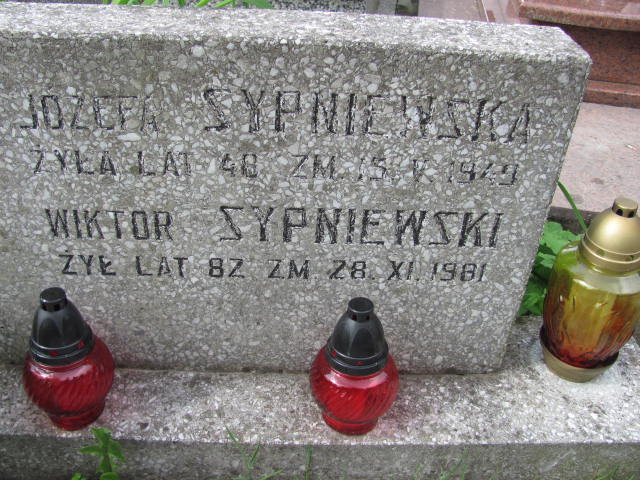 JÓZEFA SYPNIEWSKA
ŻYŁA LAT 48 ZM. 15. V. 1949
WIKTOR SYPNIEWSKI
ŻYŁ LAT 82 ZM 28. XI. 1981